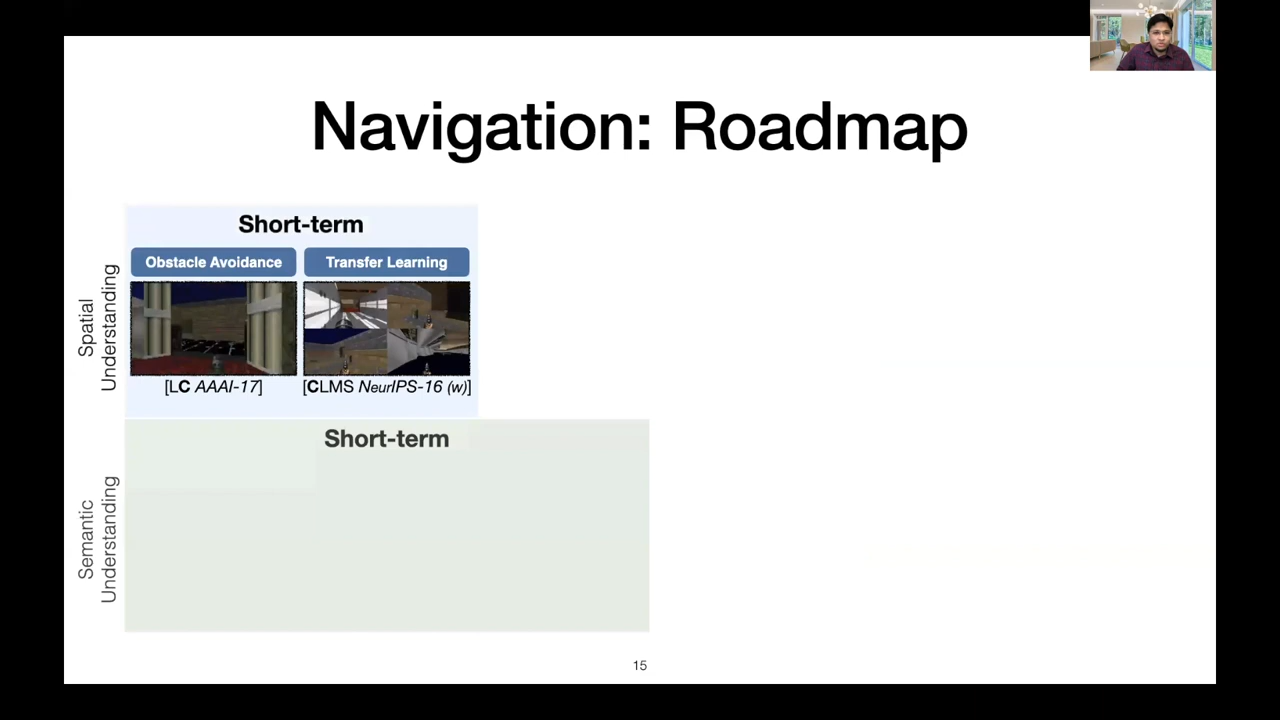 Navigation: Roadmap
Short-term
Obstacle Avoidance
Transfer Learning
Spatial
Understanding
[LC AAAI-17]
[CLMS NeurIPS-16 (w)]
Short-term
Semantic
Understanding
15